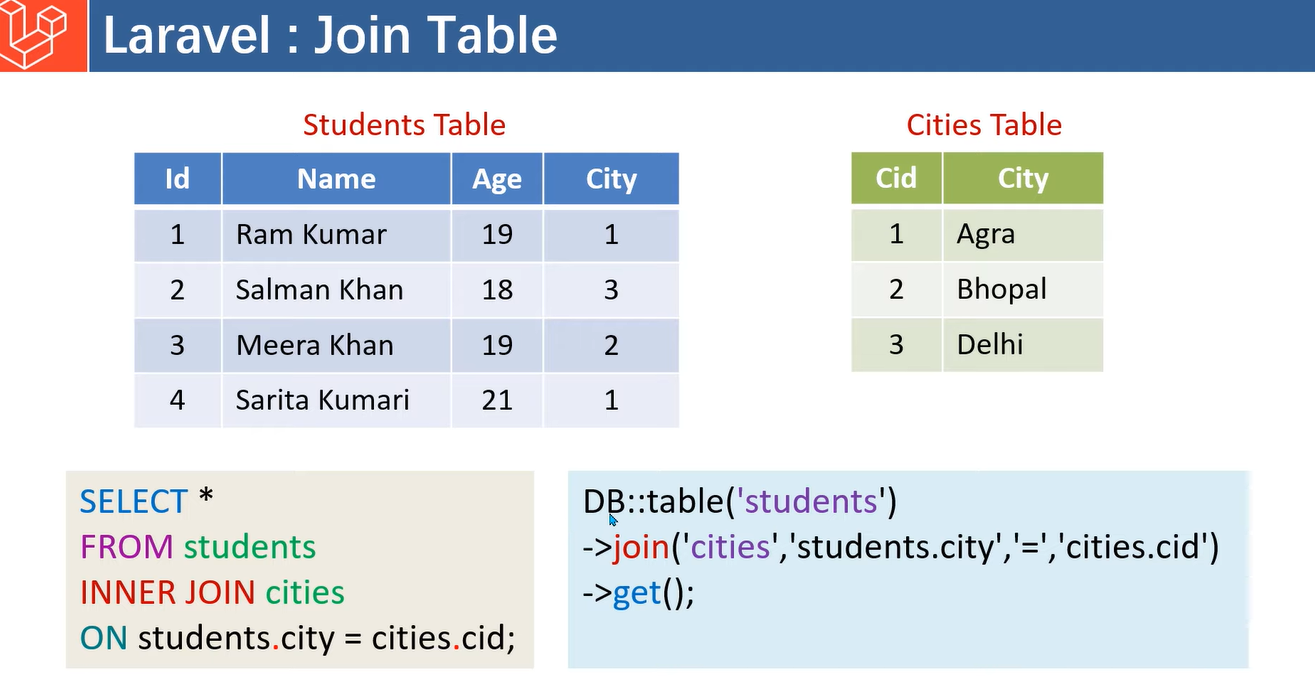 Laravel : Join Table
Students Table
Id Name Age City
1 Ram Kumar 19 1
2 Salman Khan 18 3
3 Meera Khan 19 2
4 Sarita Kumari 21 1
Cities Table
Cid City
1 Agra
2 Bhopal
3 Delhi
SELECT *
FROM students
INNER JOIN cities
ON students.city = cities.cid;
DB::table('students')
->join('cities','students.city','=','cities.cid')
->get();